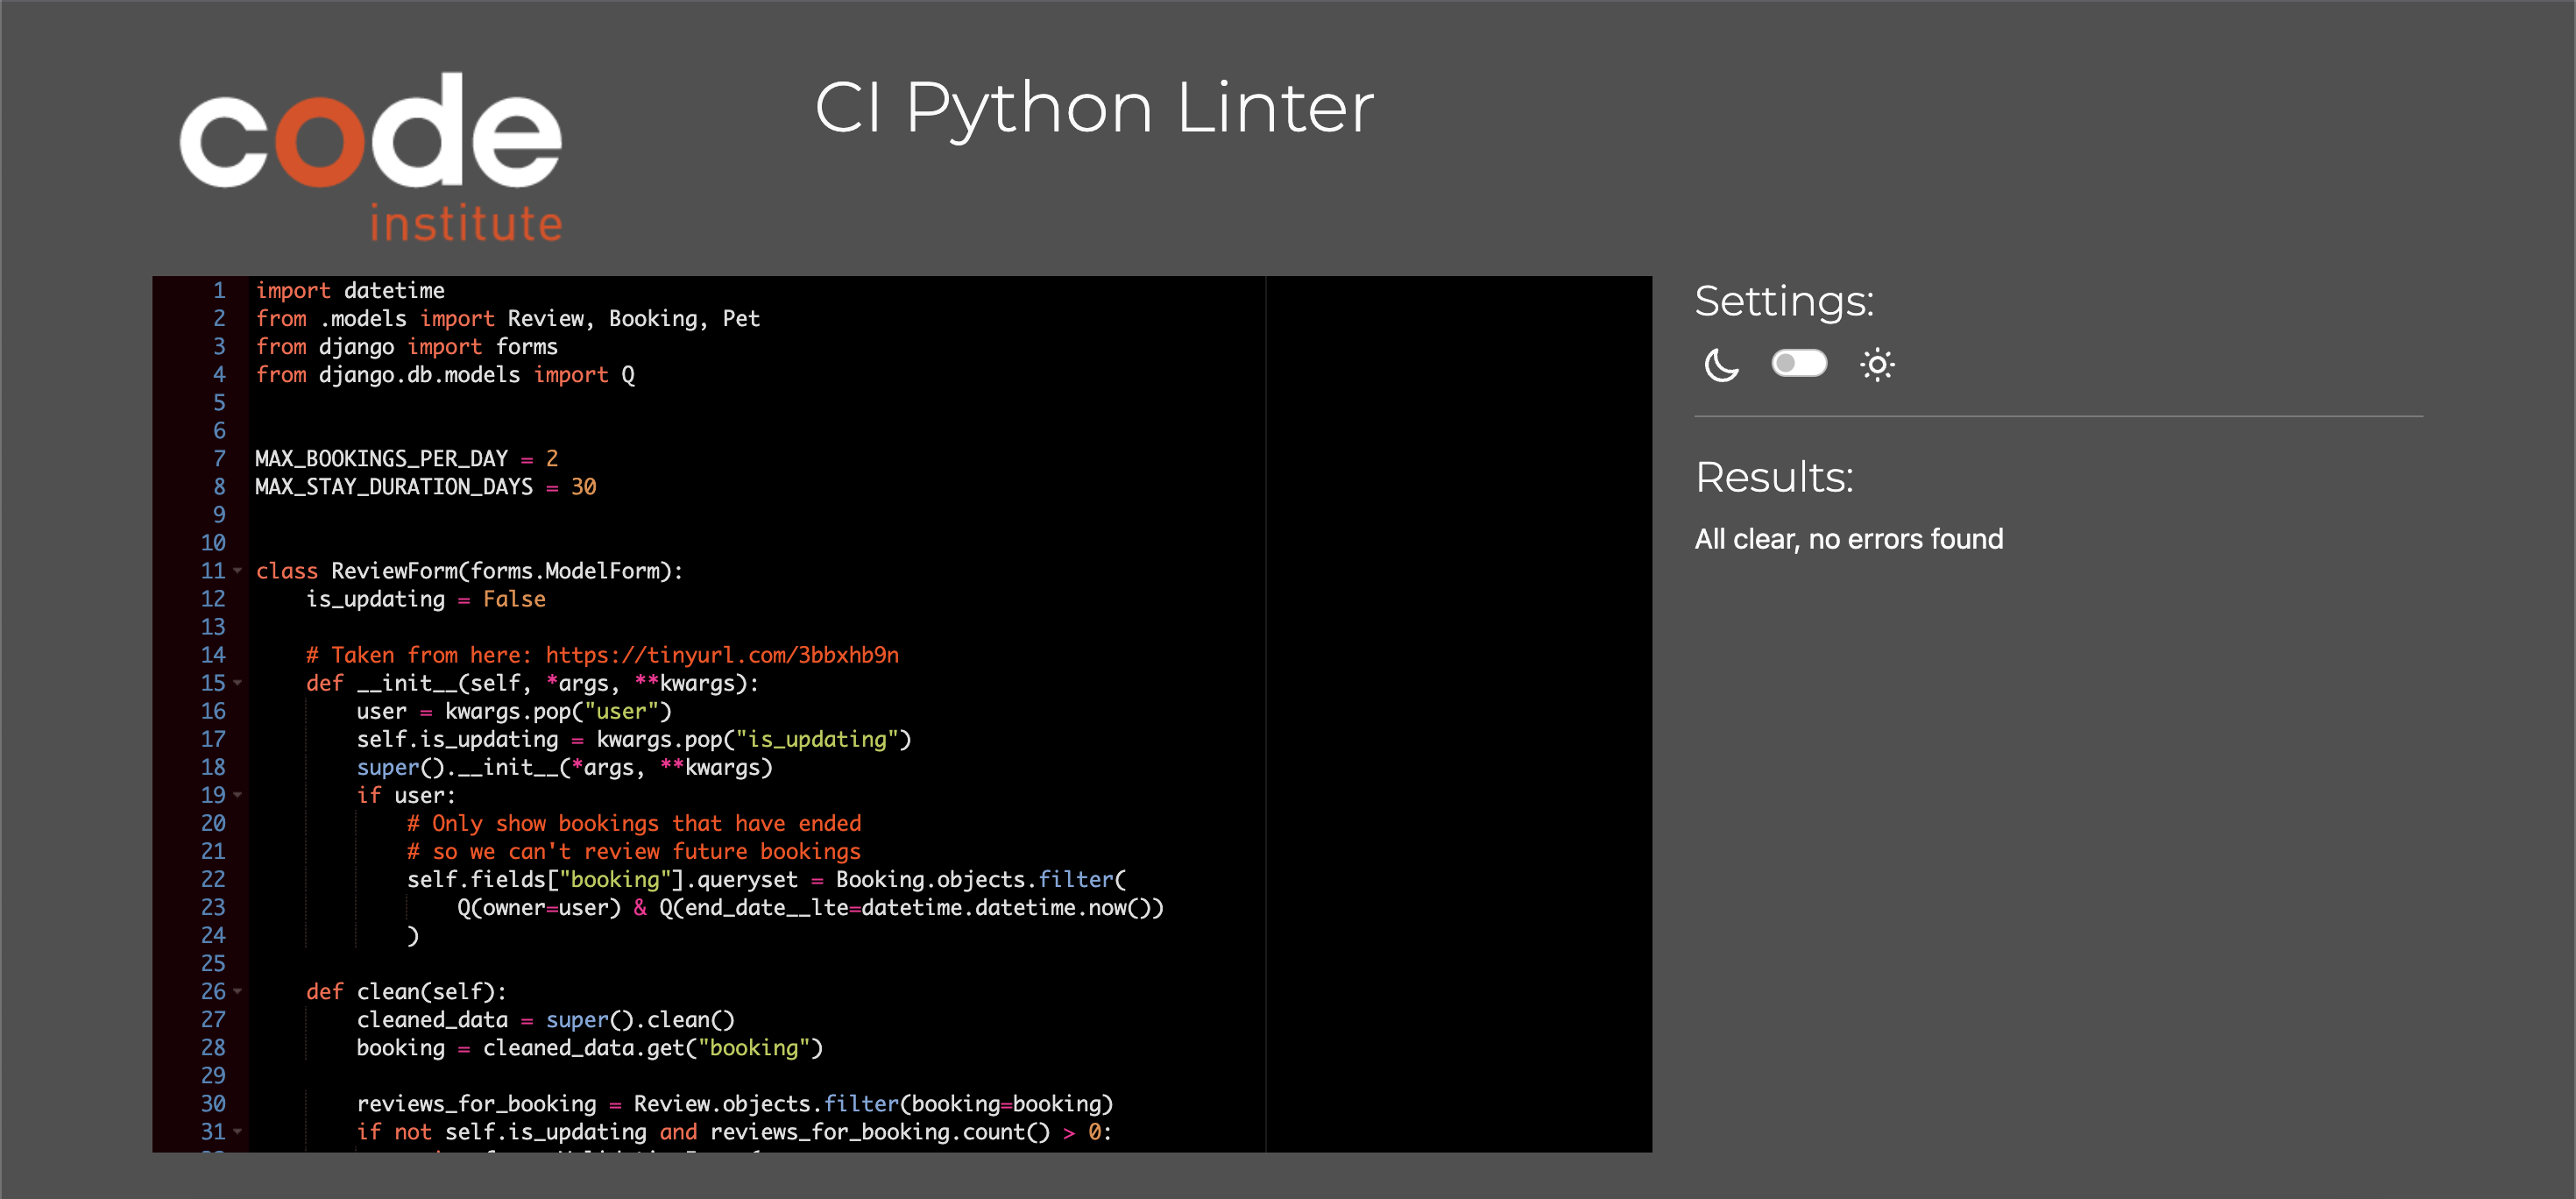 code
institute
CI Python Linter
1 import datetime
2 from .models import Review, Booking, Pet
3 from django import forms
4 from django.db.models import Q
5
6
7 MAX_BOOKINGS_PER_DAY = 2
8 MAX_STAY_DURATION_DAYS = 30
9
10
11 class ReviewForm(forms.ModelForm):
12     is_updating = False
13
14     # Taken from here: https://tinyurl.com/3bbxhb9n
15     def __init__(self, *args, **kwargs):
16         user = kwargs.pop("user")
17         self.is_updating = kwargs.pop("is_updating")
18         super().__init__(*args, **kwargs)
19         if user:
20             # Only show bookings that have ended
21             # so we can't review future bookings
22             self.fields["booking"].queryset = Booking.objects.filter(
23                 Q(owner=user) & Q(end_date__lte=datetime.datetime.now())
24             )
25
26     def clean(self):
27         cleaned_data = super().clean()
28         booking = cleaned_data.get("booking")
29
30         reviews_for_booking = Review.objects.filter(booking=booking)
31         if not self.is_updating and reviews_for_booking.count() > 0:
Settings:
Results:
All clear, no errors found